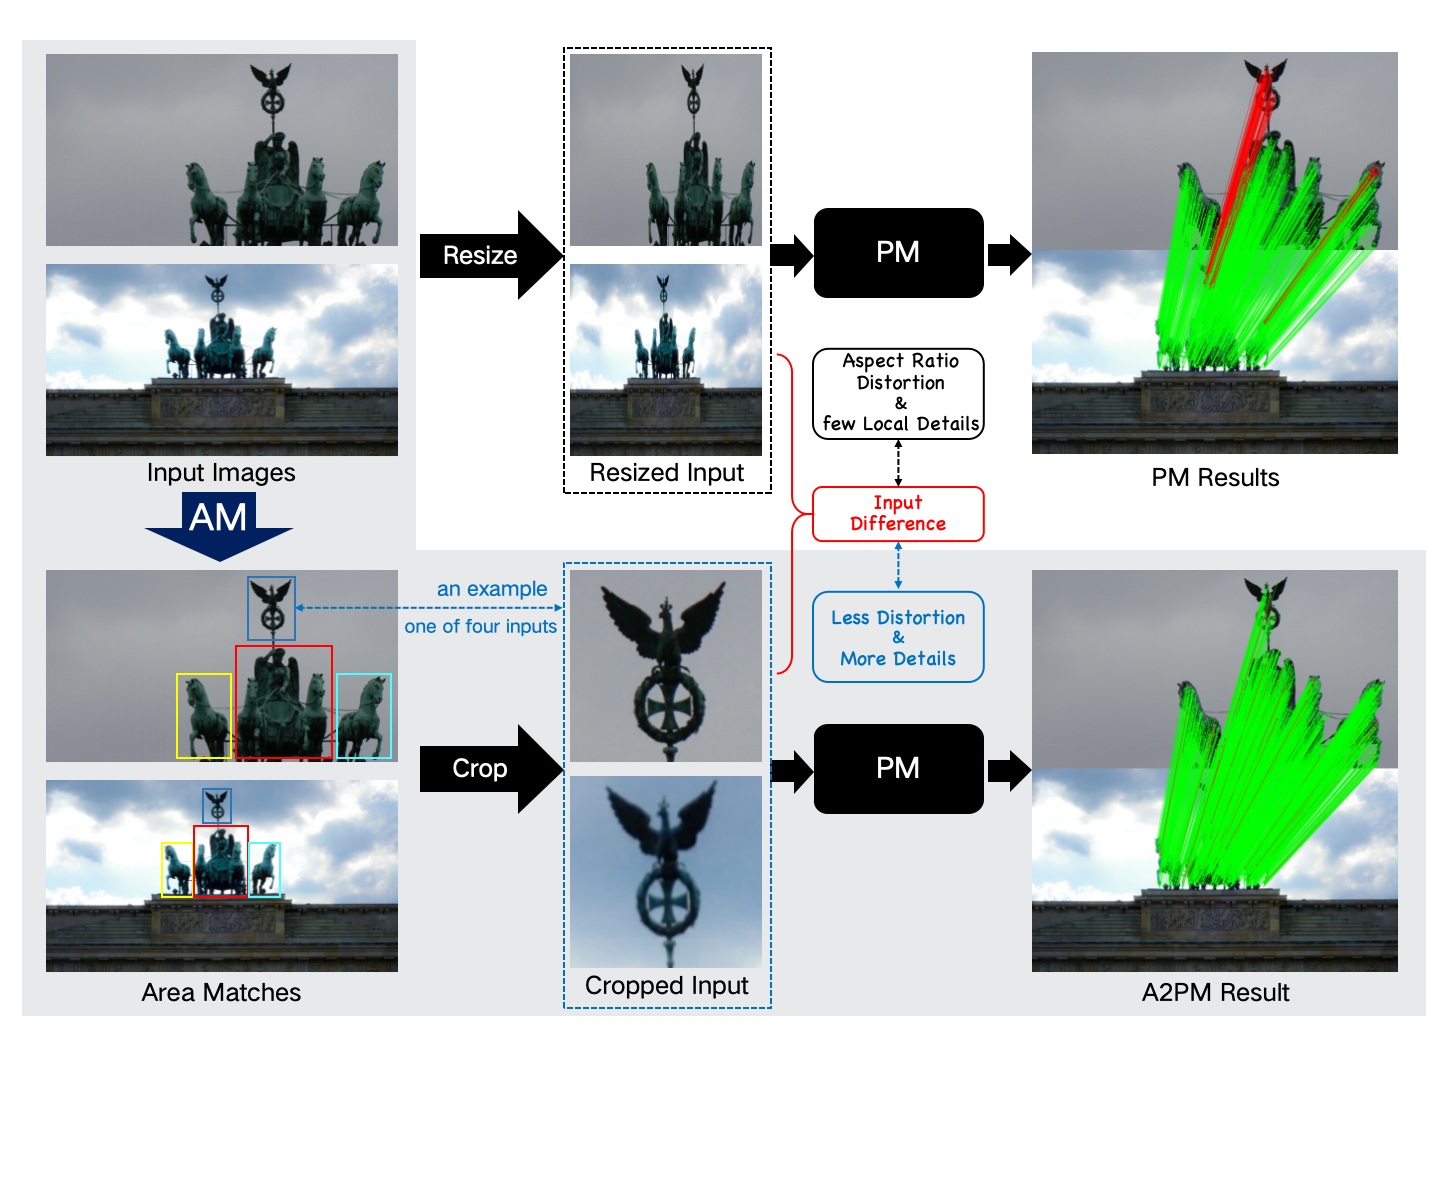 Input Images
Resize
Resized Input
PM
PM Results
Aspect Ratio
Distortion
&
few Local Details
Input
Difference
Less Distortion
&
More Details
AM
an example
one of four inputs
Area Matches
Crop
Cropped Input
PM
A2PM Result